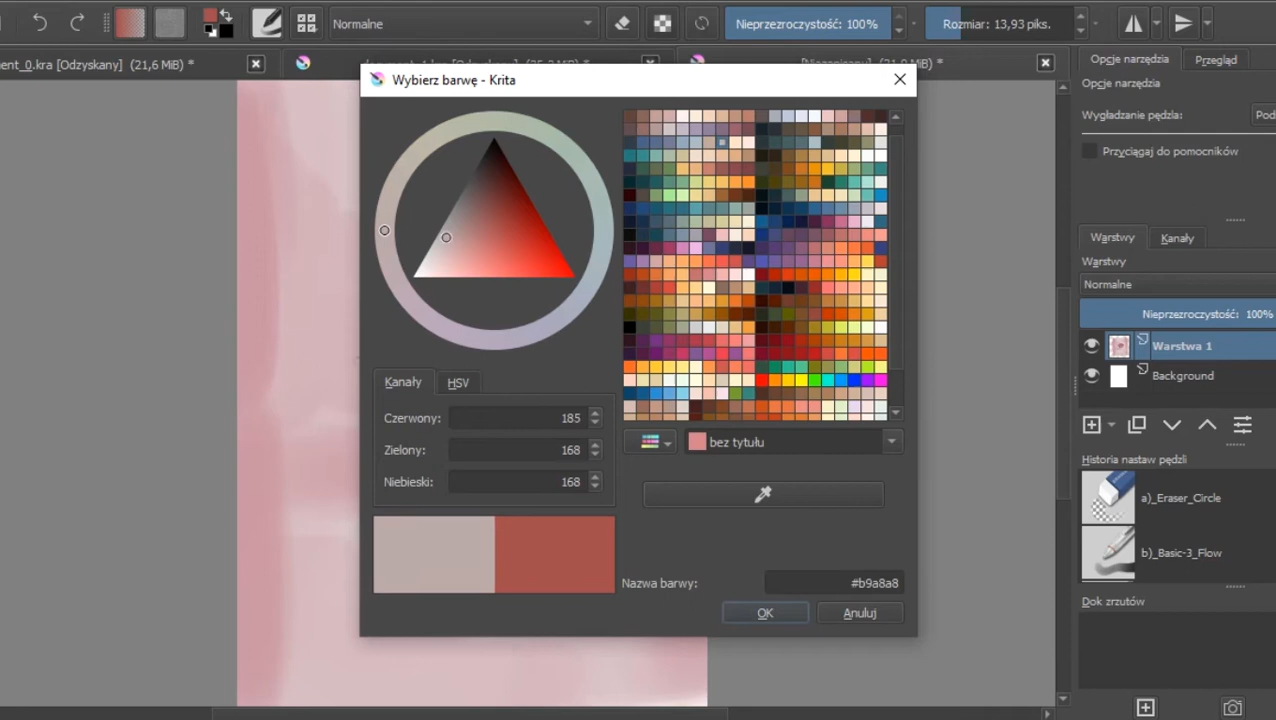 Normalne
Nieprzezroczystość: 100%
Rozmiar: 13,93 piks.
ent_0.kra [Odzyskany] (21,6 MiB) *
Wybierz barwę - Krita
Kanały
HSV
Czerwony: 185
Zielony: 168
Niebieski: 168
bez tytułu
Nazwa barwy: #b9a8a8
OK
Anuluj
Opcje narzędzia
Przegląd
Opcje narzędzia
Wygładzanie pędzla: Pod
Przyciągaj do pomocników
Warstwy
Kanały
Warstwy
Normalne
Nieprzezroczystość: 100%
Warstwa 1
Background
Historia nastaw pędzli
a)_Eraser_Circle
b)_Basic-3_Flow
Dok zrzutów